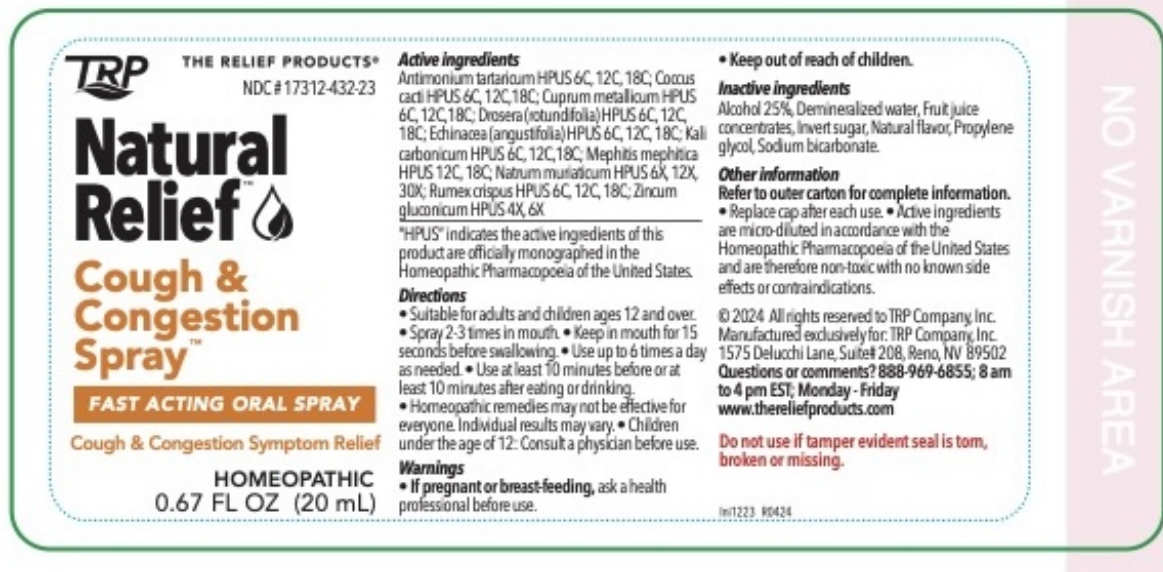 TRP
THE RELIEF PRODUCTS®
NDC # 17312-432-23
Natural
Relief™
Cough &
Congestion
Spray™
FAST ACTING ORAL SPRAY
Cough & Congestion Symptom Relief
HOMEOPATHIC
0.67 FL OZ (20 mL)
Active ingredients
Antimonium tartaricum HPUS 6C, 12C, 18C; Coccus
cacti HPUS 6C, 12C,18C; Cuprum metallicum HPUS
6C, 12C,18C; Drosera (rotundifolia) HPUS 6C, 12C,
18C; Echinacea (angustifolia) HPUS 6C, 12C, 18C; Kali
carbonicum HPUS 6C, 12C,18C; Mephitis mephitica
HPUS 12C, 18C; Natrum muriaticum HPUS 6X, 12X,
30X; Rumex crispus HPUS 6C, 12C, 18C; Zincum
gluconicum HPUS 4X, 6X
"HPUS" indicates the active ingredients of this
product are officially monographed in the
Homeopathic Pharmacopoeia of the United States.
Directions
• Suitable for adults and children ages 12 and over.
• Spray 2-3 times in mouth. • Keep in mouth for 15
seconds before swallowing. • Use up to 6 times a day
as needed. • Use at least 10 minutes before or at
least 10 minutes after eating or drinking.
• Homeopathic remedies may not be effective for
everyone. Individual results may vary. • Children
under the age of 12: Consult a physician before use.
Warnings
• If pregnant or breast-feeding, ask a health
professional before use.
• Keep out of reach of children.
Inactive ingredients
Alcohol 25%, Demineralized water, Fruit juice
concentrates, Invert sugar, Natural flavor, Propylene
glycol, Sodium bicarbonate.
Other information
Refer to outer carton for complete information.
• Replace cap after each use. • Active ingredients
are micro-diluted in accordance with the
Homeopathic Pharmacopoeia of the United States
and are therefore non-toxic with no known side
effects or contraindications.
© 2024 All rights reserved to TRP Company, Inc.
Manufactured exclusively for: TRP Company, Inc.
1575 Delucchi Lane, Suite# 208, Reno, NV 89502
Questions or comments? 888-969-6855; 8 am
to 4 pm EST; Monday - Friday
www.thereliefproducts.com
Do not use if tamper evident seal is torn,
broken or missing.
Ini1223 R0424
NO VARNISH AREA